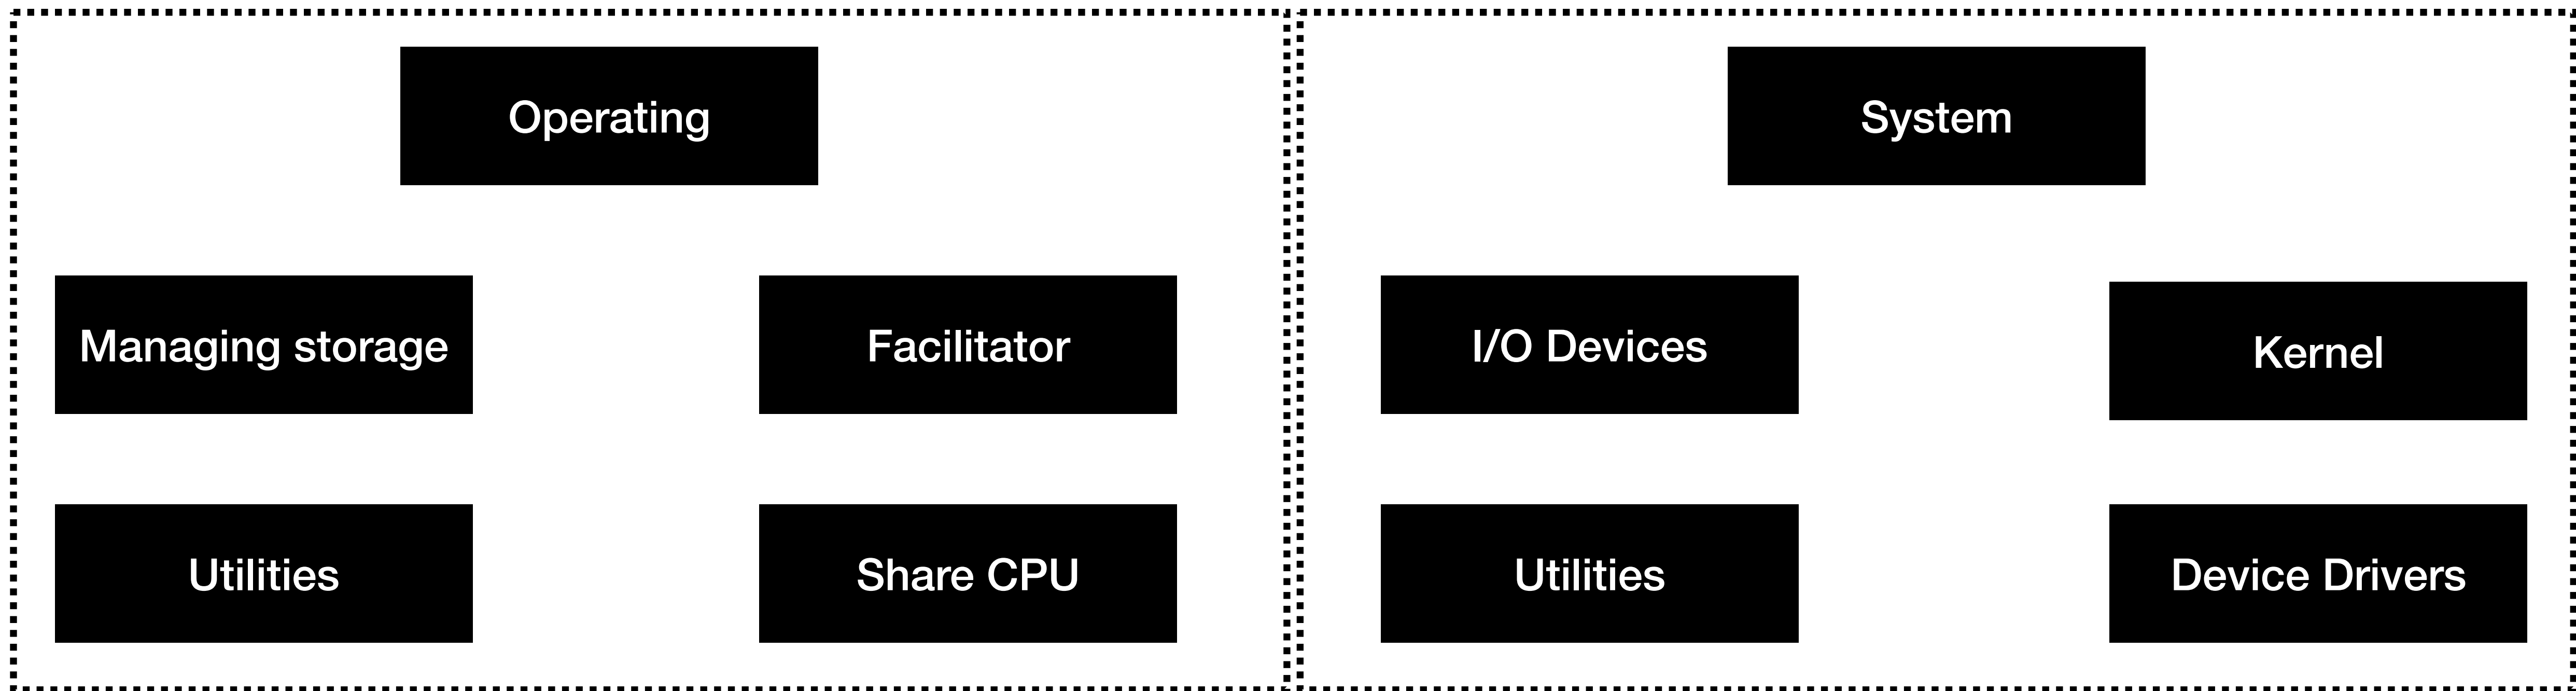 Operating
Managing storage
Facilitator
Utilities
Share CPU
System
I/O Devices
Kernel
Utilities
Device Drivers